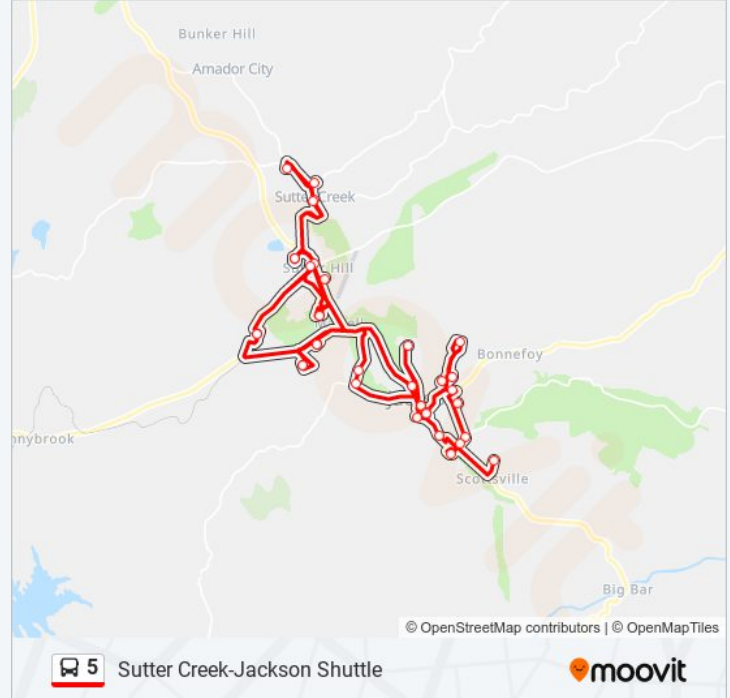 Bunker Hill
Amador City
Sutter Creek
Bonnefoy
nnybrook
Scottsville
Big Bar
© OpenStreetMap contributors | © OpenMapTiles
5 Sutter Creek-Jackson Shuttle
moovit